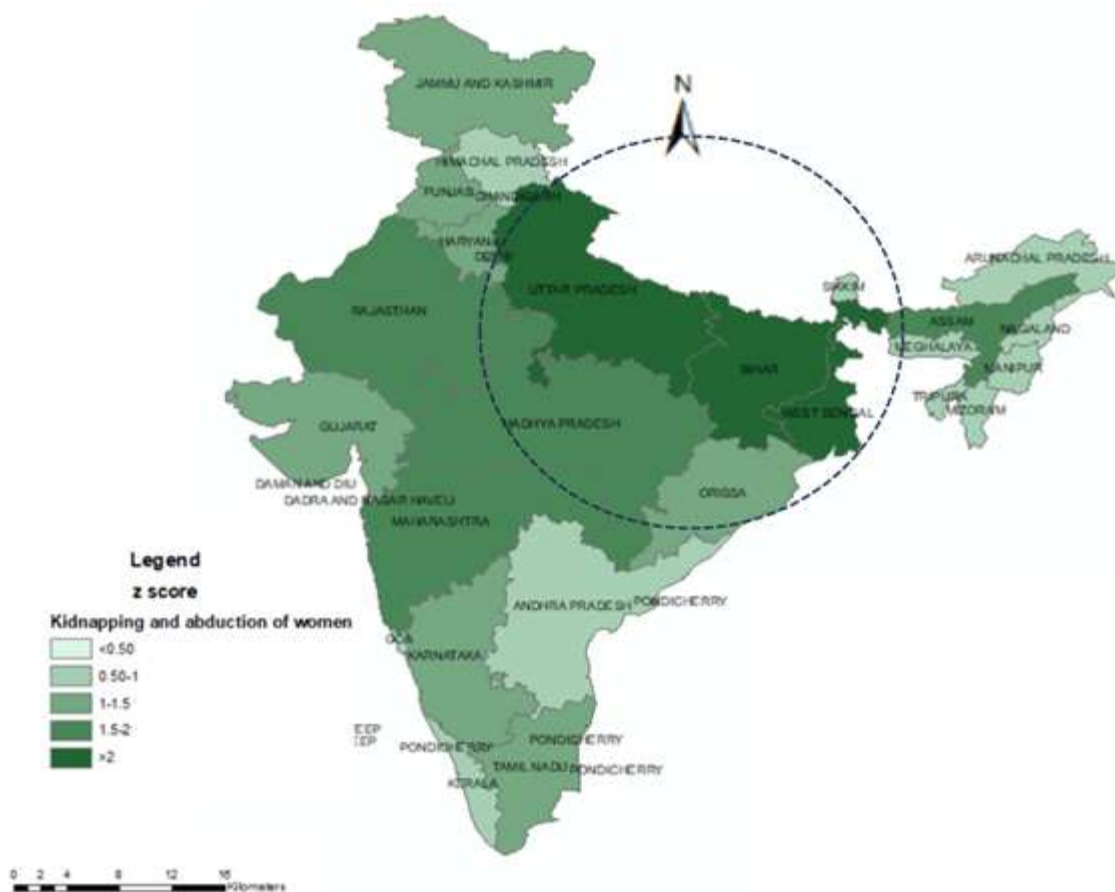 N
JAMMU AND KASHMIR
HIMACHAL PRADESH
PUNJAB
CHANDIGARH
HARYANA
DELHI
ARUNACHAL PRADESH
UTTAR PRADESH
SIKKIM
RAJASTHAN
ASSAM
NAGALAND
MEGHALAYA
BIHAR
MANIPUR
WEST BENGAL
TRIPURA
MIZORAM
MADHYA PRADESH
GUJARAT
DAMAN AND DIU
ORISSA
DADRA AND NAGAR HAVELI
MAHARASHTRA
Legend
z score
Kidnapping and abduction of women
<0.50
0.50-1
1-1.5
1.5-2
>2
ANDHRA PRADESH
PONDICHERRY
GOA
KARNATAKA
EEP
PONDICHERRY
PONDICHERRY
TAMIL NADU
PONDICHERRY
KERALA
0 2 4 8 12 16
Kilometers